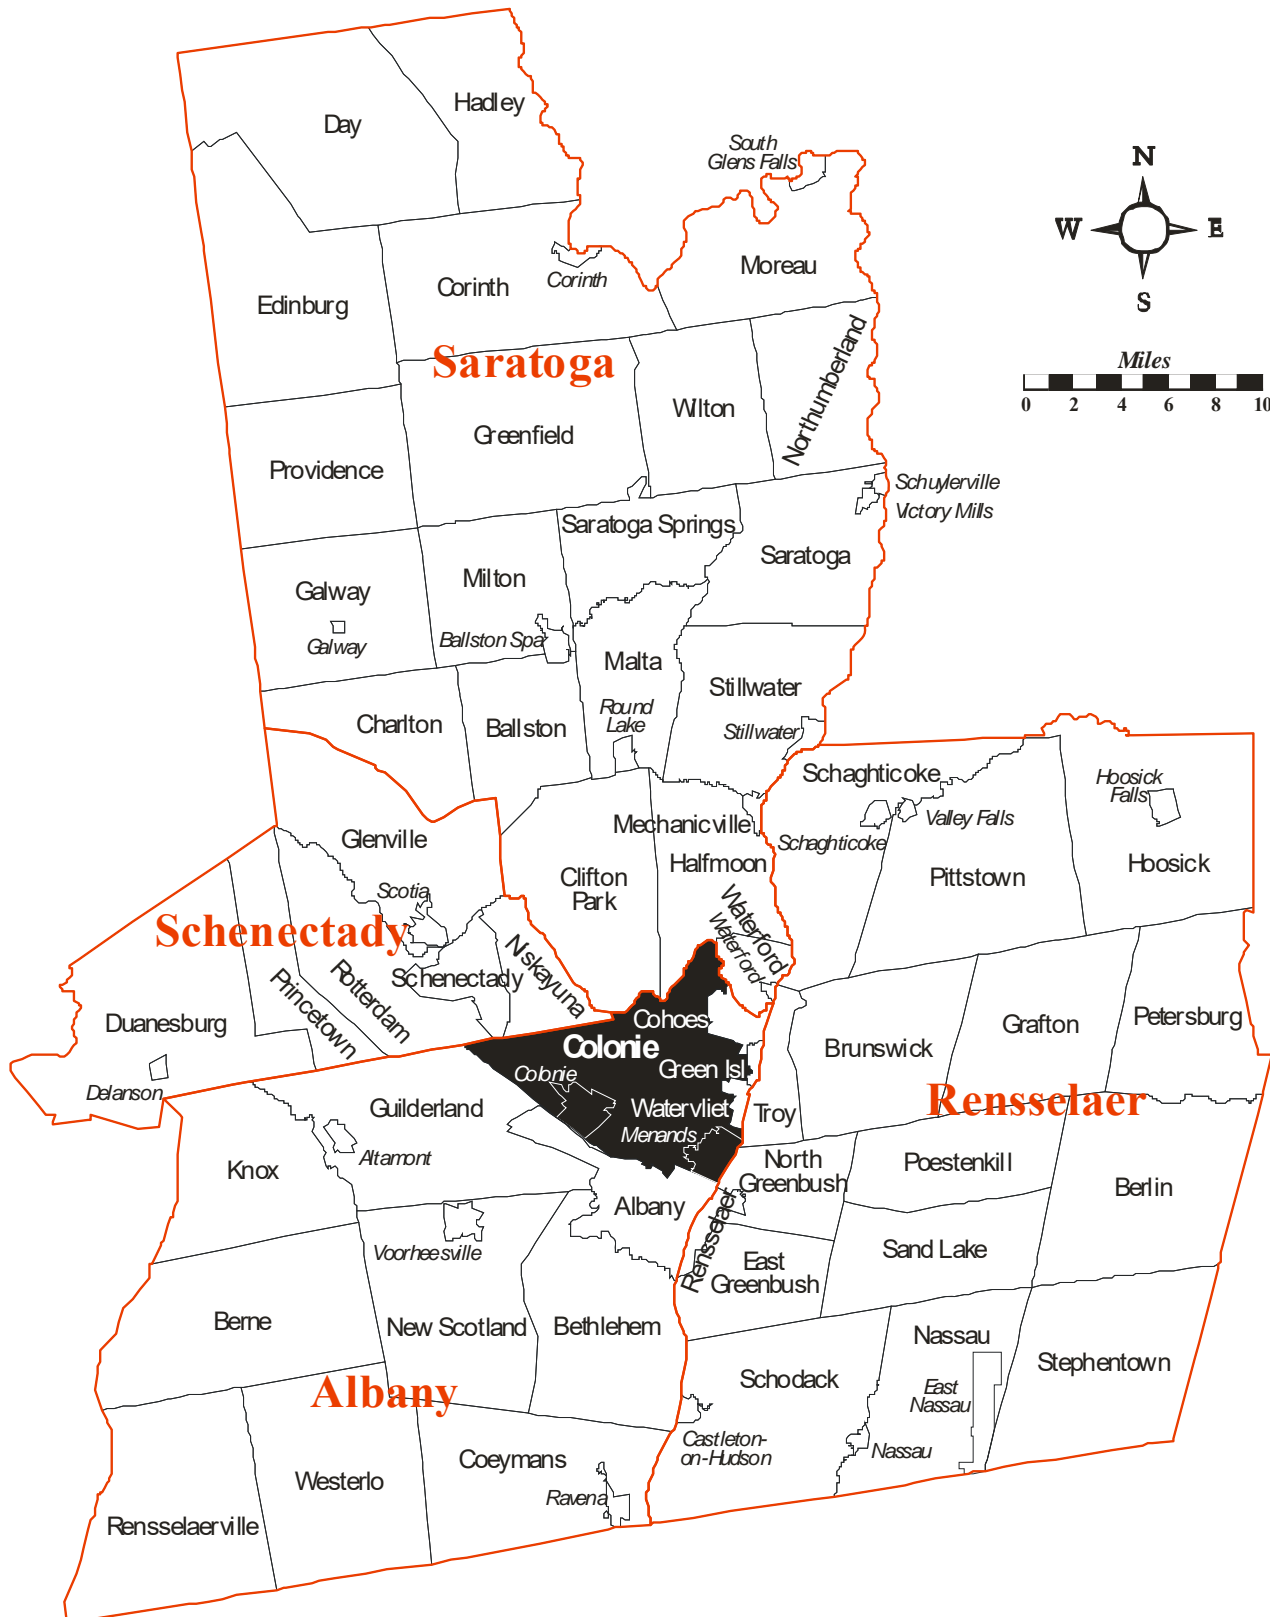 Hadley
Day
South
Glens Falls
N
W
E
S
Moreau
Corinth
Corinth
Edinburg
Saratoga
Northumberland
Miles
0 2 4 6 8 10
Wilton
Greenfield
Providence
Schuylerville
Victory Mills
Saratoga Springs
Saratoga
Milton
Galway
Galway
Ballston Spa
Malta
Stillwater
Round
Lake
Charlton
Ballston
Stillwater
Schaghticoke
Hoosick
Falls
Mechanicville
Valley Falls
Schaghticoke
Glenville
Halfmoon
Hoosick
Clifton
Park
Pittstown
Scotia
Waterford
Waterford
Schenectady
Niskayuna
Schenectady
Rotterdam
Princetown
Duanesburg
Cohoes
Colonie
Grafton
Petersburg
Brunswick
Green Isl
Colonie
Delanson
Guilderland
Watervliet
Troy
Rensselaer
Menands
Altamont
Knox
North
Greenbush
Poestenkill
Berlin
Albany
Rensselaer
Voorheesville
Sand Lake
East
Greenbush
Berne
New Scotland
Bethlehem
Nassau
Stephentown
Schodack
Albany
East
Nassau
Castleton-
on-Hudson
Nassau
Coeymans
Westerlo
Ravena
Rensselaerville